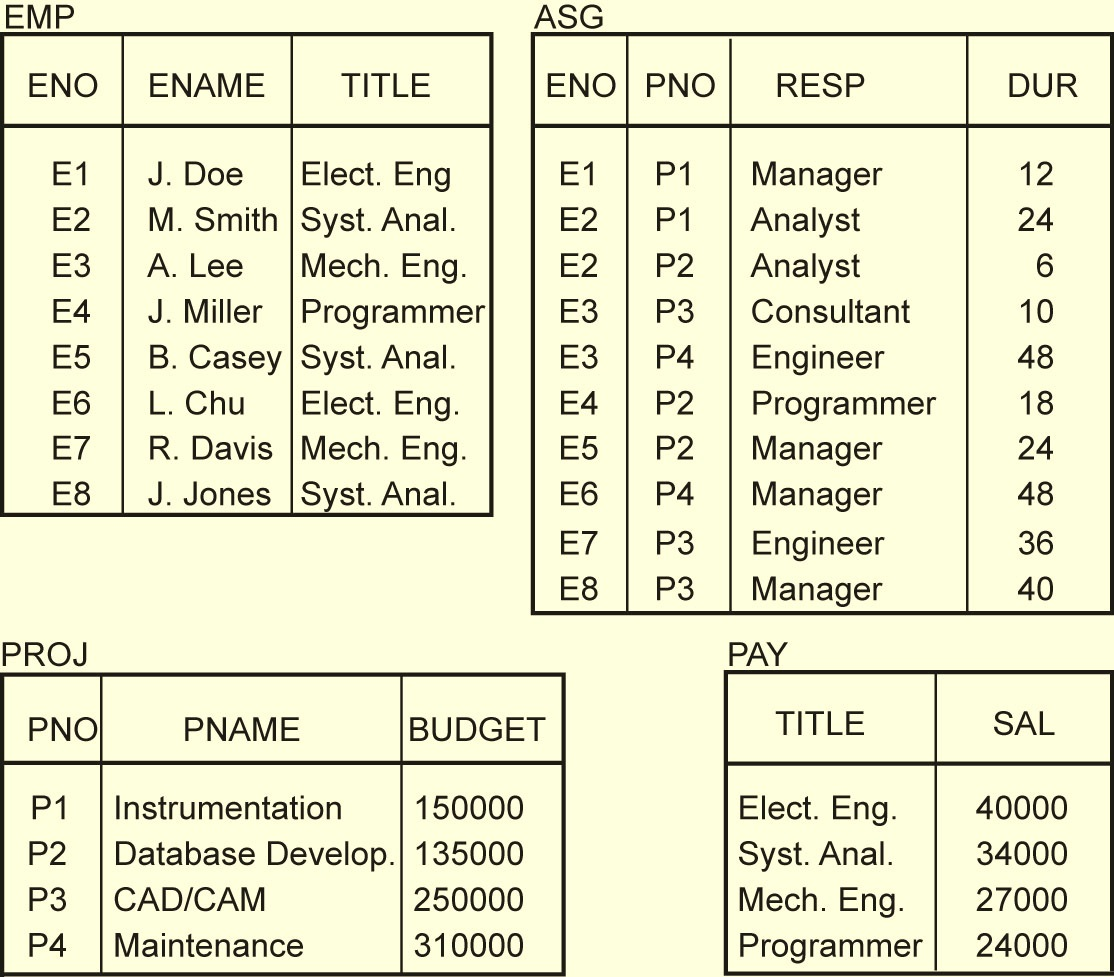 EMP
ENO ENAME TITLE
E1 J. Doe Elect. Eng
E2 M. Smith Syst. Anal.
E3 A. Lee Mech. Eng.
E4 J. Miller Programmer
E5 B. Casey Syst. Anal.
E6 L. Chu Elect. Eng.
E7 R. Davis Mech. Eng.
E8 J. Jones Syst. Anal.
ASG
ENO PNO RESP DUR
E1 P1 Manager 12
E2 P1 Analyst 24
E2 P2 Analyst 6
E3 P3 Consultant 10
E3 P4 Engineer 48
E4 P2 Programmer 18
E5 P2 Manager 24
E6 P4 Manager 48
E7 P3 Engineer 36
E8 P3 Manager 40
PROJ
PNO PNAME BUDGET
P1 Instrumentation 150000
P2 Database Develop. 135000
P3 CAD/CAM 250000
P4 Maintenance 310000
PAY
TITLE SAL
Elect. Eng. 40000
Syst. Anal. 34000
Mech. Eng. 27000
Programmer 24000